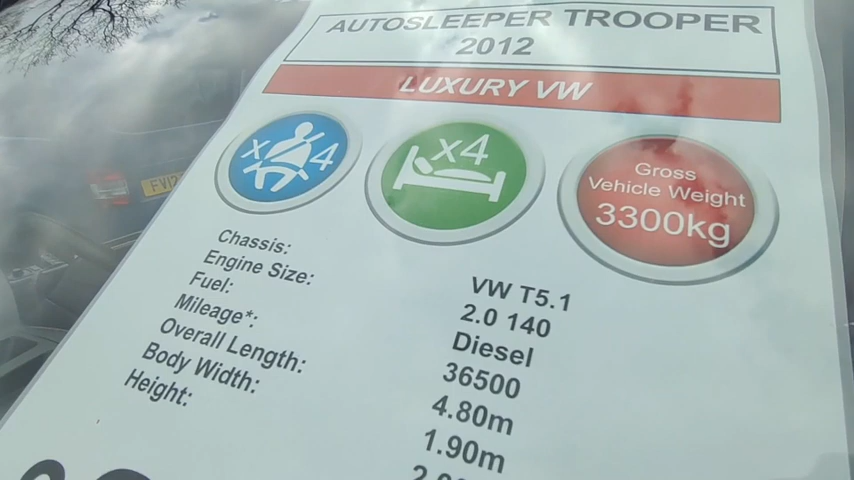 AUTOSLEEPER TROOPER
2012
LUXURY VW
X 4
X4
Gross
Vehicle Weight
3300kg
Chassis: VW T5.1
Engine Size: 2.0 140
Fuel: Diesel
Mileage*: 36500
Overall Length: 4.80m
Body Width: 1.90m
Height: